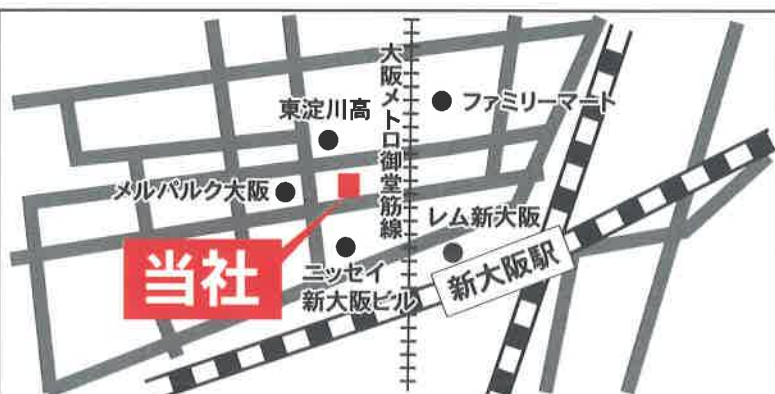 大阪メトロ御堂筋線
ファミリーマート
東淀川高
メルパルク大阪
レム新大阪
当社
ニッセイ
新大阪ビル
新大阪駅